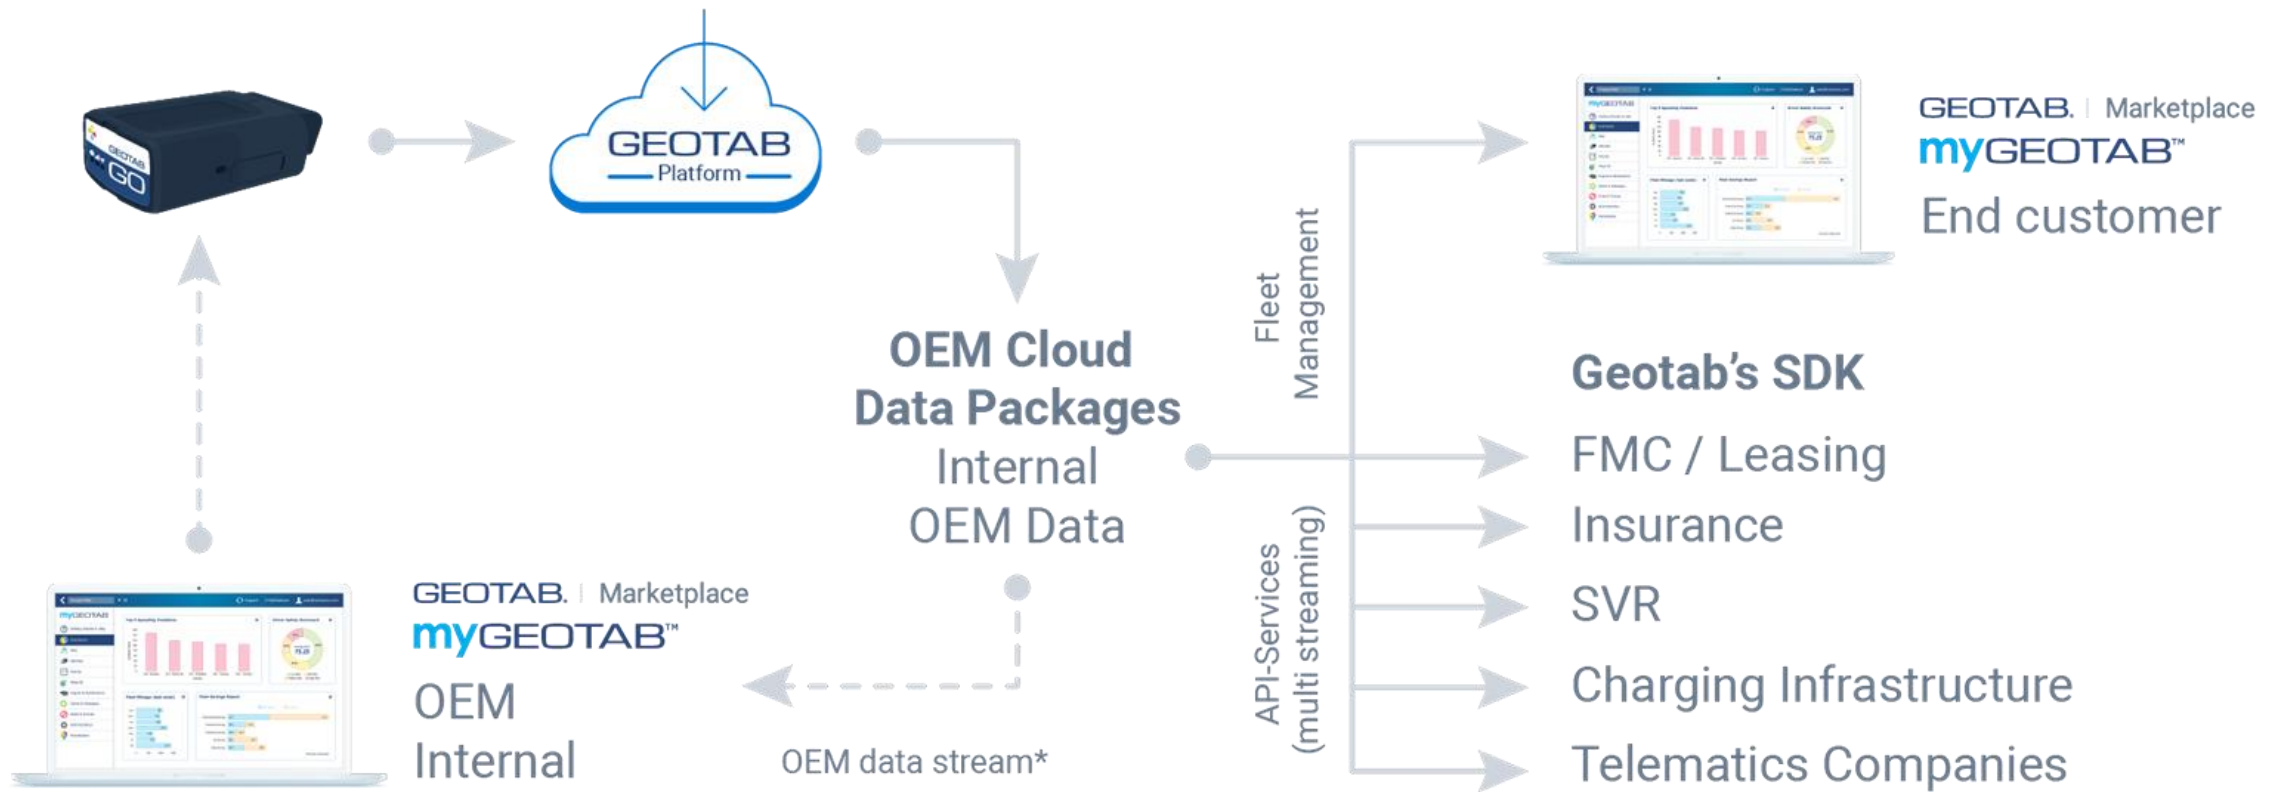 GEOTAB
GO
GEOTAB
Platform
OEM Cloud
Data Packages
Internal
OEM Data
Fleet
Management
API-Services
(multi streaming)
myGEOTAB
GEOTAB. | Marketplace
myGEOTAB™
End customer
Geotab's SDK
FMC / Leasing
Insurance
SVR
Charging Infrastructure
Telematics Companies
myGEOTAB
GEOTAB. | Marketplace
myGEOTAB™
OEM
Internal
OEM data stream*